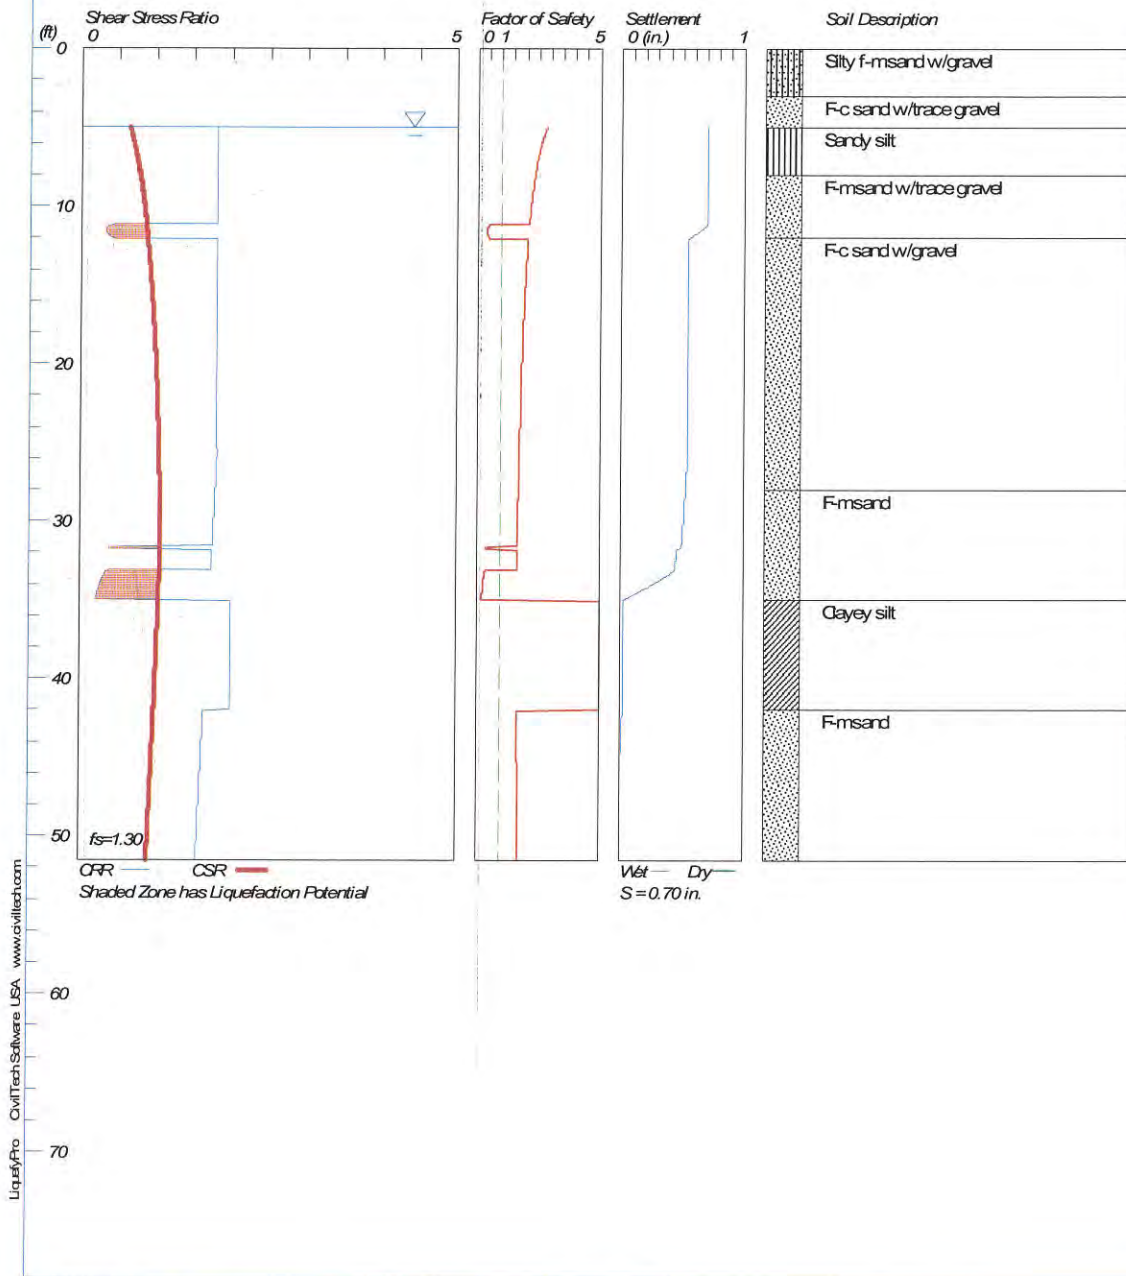 Shear Stress Ratio
Factor of Safety
Settlement
Soil Description
(ft)
0
5
0 1
5
0 (in.)
1
0
Silty f-msand w/gravel
F-c sand w/trace gravel
Sandy silt
F-msand w/trace gravel
10
F-c sand w/gravel
20
30
F-msand
Clayey silt
40
F-msand
50
fs=1.30
CRR
CSR
Wet
Dry
Shaded Zone has Liquefaction Potential
S = 0.70 in.
60
70
LiquefyPro CivilTech Software USA www.civiltech.com